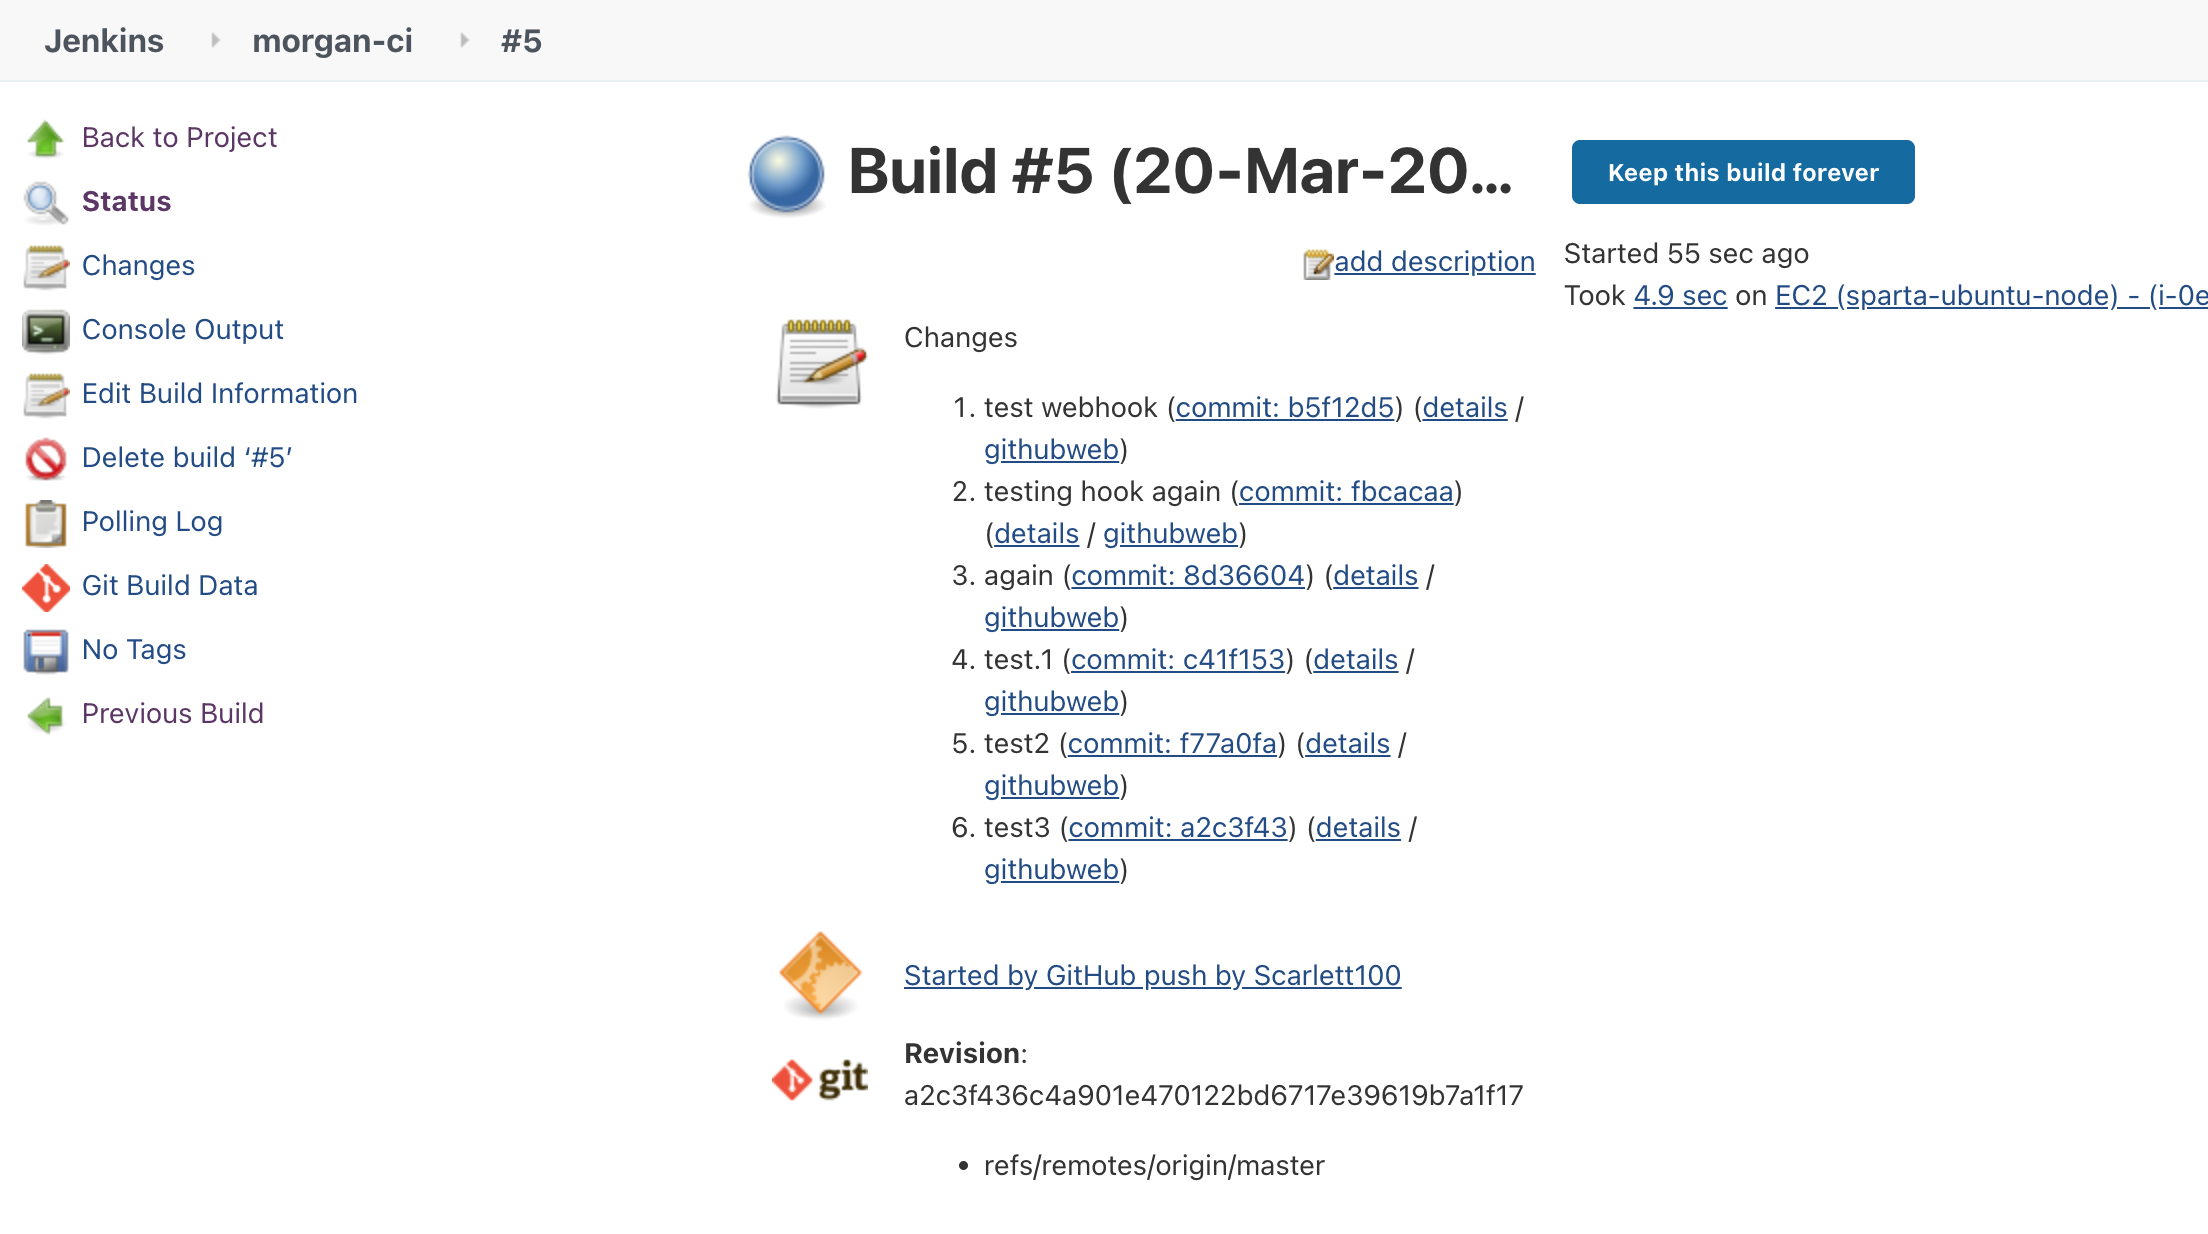 Jenkins morgan-ci #5
Back to Project
Status
Changes
Console Output
Edit Build Information
Delete build ‘#5’
Polling Log
Git Build Data
No Tags
Previous Build
Build #5 (20-Mar-20...
Keep this build forever
add description
Started 55 sec ago
Took 4.9 sec on EC2 (sparta-ubuntu-node) - (i-0e
Changes
1. test webhook (commit: b5f12d5) (details /
githubweb)
2. testing hook again (commit: fbcacaa)
(details / githubweb)
3. again (commit: 8d36604) (details /
githubweb)
4. test.1 (commit: c41f153) (details /
githubweb)
5. test2 (commit: f77a0fa) (details /
githubweb)
6. test3 (commit: a2c3f43) (details /
githubweb)
Started by GitHub push by Scarlett100
git
Revision:
a2c3f436c4a901e470122bd6717e39619b7a1f17
• refs/remotes/origin/master